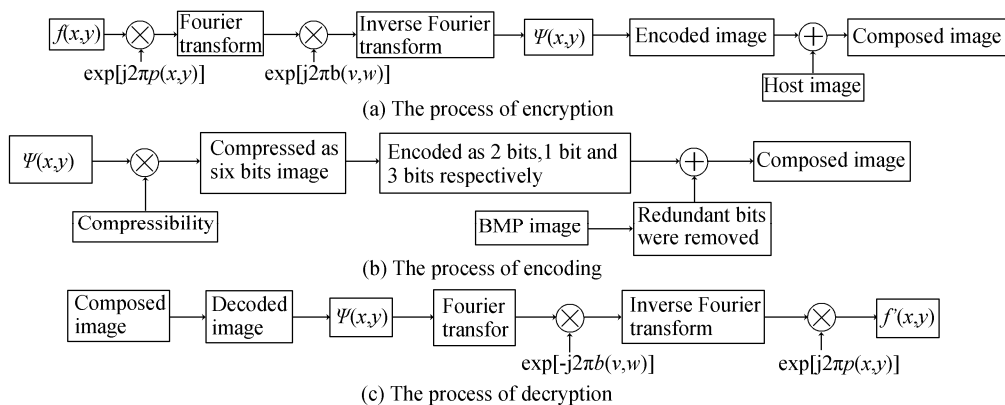 f(x,y)
Fourier
transform
Inverse Fourier
transform
Ψ(x,y)
Encoded image
Composed image
exp[j2πp(x,y)]
exp[j2πb(v,w)]
Host image
(a) The process of encryption
Ψ(x,y)
Compressed as
six bits image
Encoded as 2 bits,1 bit and
3 bits respectively
Composed image
Compressibility
BMP image
Redundant bits
were removed
(b) The process of encoding
Composed
image
Decoded
image
Ψ(x,y)
Fourier
transfor
Inverse Fourier
transform
f'(x,y)
exp[-j2πb(v,w)]
exp[j2πp(x,y)]
(c) The process of decryption